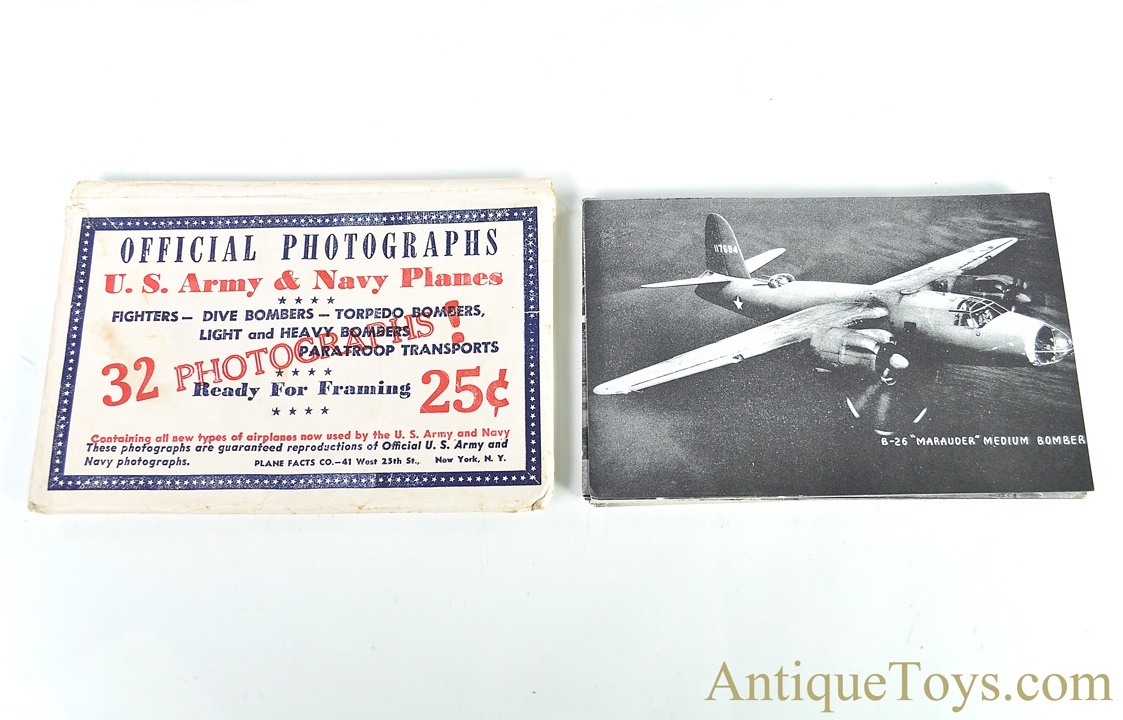 OFFICIAL PHOTOGRAPHS
U. S. Army & Navy Planes
★ ★ ★ ★
FIGHTERS — DIVE BOMBERS — TORPEDO BOMBERS,
LIGHT and HEAVY BOMBERS
PARATROOP TRANSPORTS
32 PHOTOGRAPHS!
★ ★ ★ ★
Ready For Framing 25¢
★ ★ ★ ★
Containing all new types of airplanes now used by the U. S. Army and Navy
These photographs are guaranteed reproductions of Official U. S. Army and
Navy photographs. PLANE FACTS CO.—41 West 25th St., New York, N. Y.
117694
B-26 "MARAUDER" MEDIUM BOMBER
AntiqueToys.com